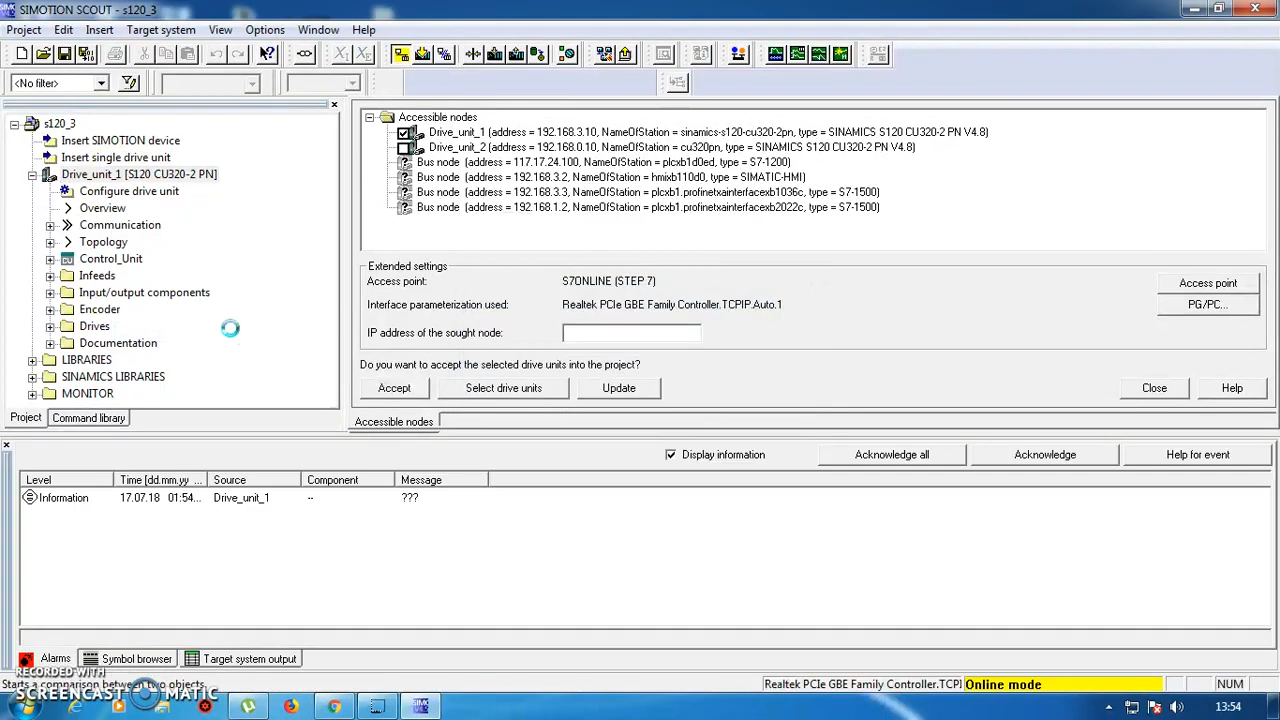 SIMOTION SCOUT - s120_3
Project Edit Insert Target system View Options Window Help
<No filter>
s120_3
Insert SIMOTION device
Insert single drive unit
Drive_unit_1 [S120 CU320-2 PN]
Configure drive unit
Overview
Communication
Topology
Control_Unit
Infeeds
Input/output components
Encoder
Drives
Documentation
LIBRARIES
SINAMICS LIBRARIES
MONITOR
Project Command library
Accessible nodes
Drive_unit_1 (address = 192.168.3.10, NameOfStation = sinamics-s120-cu320-2pn, type = SINAMICS S120 CU320-2 PN V4.8)
Drive_unit_2 (address = 192.168.0.10, NameOfStation = cu320pn, type = SINAMICS S120 CU320-2 PN V4.8)
Bus node (address = 117.17.24.100, NameOfStation = plcxb1d0ed, type = S7-1200)
Bus node (address = 192.168.3.2, NameOfStation = hmixb110d0, type = SIMATIC-HMI)
Bus node (address = 192.168.3.3, NameOfStation = plcxb1.profinetxainterfacexb1036c, type = S7-1500)
Bus node (address = 192.168.1.2, NameOfStation = plcxb1.profinetxainterfacexb2022c, type = S7-1500)
Extended settings
Access point: S7ONLINE (STEP 7) Access point
Interface parameterization used: Realtek PCIe GBE Family Controller.TCPIP.Auto.1 PG/PC...
IP address of the sought node:
Do you want to accept the selected drive units into the project?
Accept Select drive units Update Close Help
Accessible nodes
Display information Acknowledge all Acknowledge Help for event
Level Time [dd.mm.yy ... Source Component Message
Information 17.07.18 01:54... Drive_unit_1 -- ???
Alarms Symbol browser Target system output
RECORDED WITH
Starts a comparison between two objects. Realtek PCIe GBE Family Controller.TCPI Online mode NUM
SCREENCAST MATIC
13:54